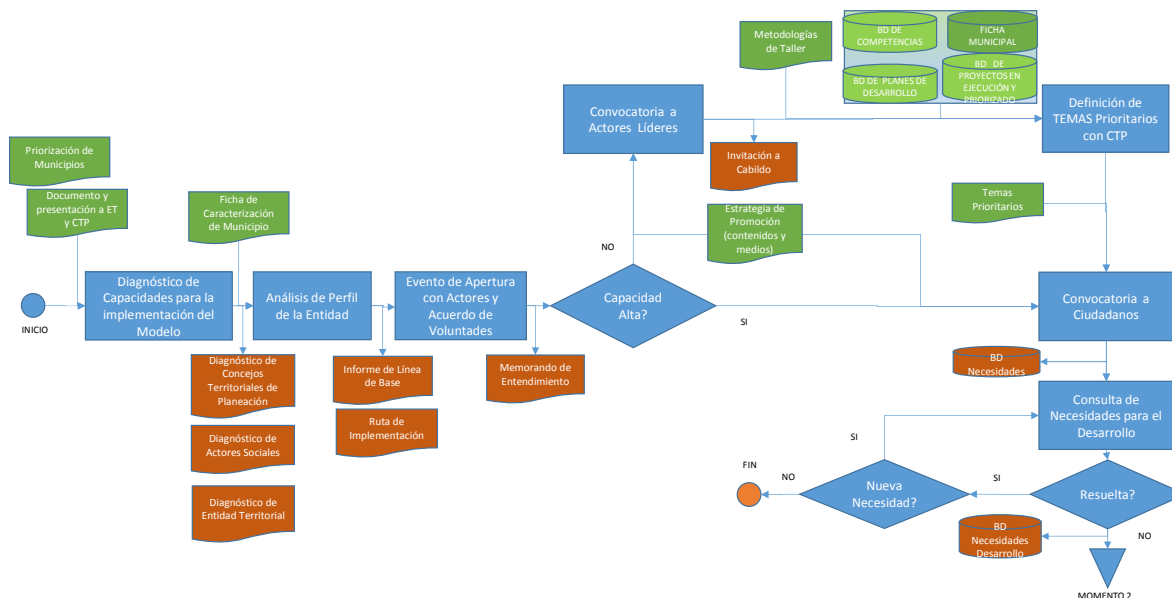 Metodologías
de Taller
BD DE
COMPETENCIAS
FICHA
MUNICIPAL
BD DE PLANES DE
DESARROLLO
BD DE
PROYECTOS EN
EJECUCIÓN Y
PRIORIZADO
Convocatoria a
Actores Líderes
Definición de
TEMAS Prioritarios
con CTP
Invitación a
Cabildo
Priorización de
Municipios
Documento y
presentación a ET
y CTP
Ficha de
Caracterización
de Municipio
Temas
Prioritarios
Estrategia de
Promoción
(contenidos y
medios)
NO
INICIO
Diagnóstico de
Capacidades para la
implementación del
Modelo
Análisis de Perfil
de la Entidad
Evento de Apertura
con Actores y
Acuerdo de
Voluntades
Capacidad
Alta?
SI
Convocatoria a
Ciudadanos
Diagnóstico de
Concejos
Territoriales de
Planeación
Informe de Línea
de Base
Memorando de
Entendimiento
BD
Necesidades
Ruta de
Implementación
Diagnóstico de
Actores Sociales
Consulta de
Necesidades para el
Desarrollo
SI
FIN
NO
Nueva
Necesidad?
SI
Resuelta?
Diagnóstico de
Entidad Territorial
BD
Necesidades
Desarrollo
NO
MOMENTO 2